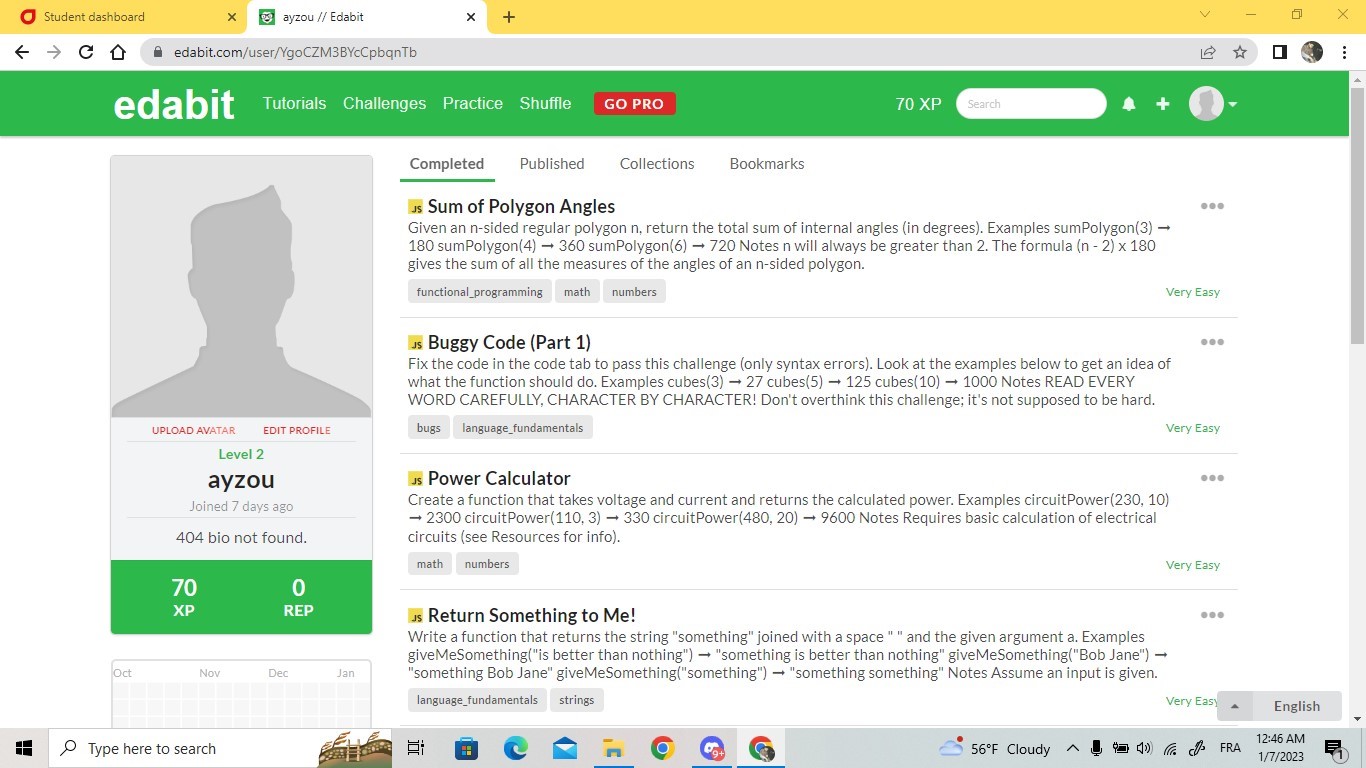 Student dashboard
ayzou // Edabit
edabit.com/user/YgoCZM3BYcCpbqnTb
edabit Tutorials Challenges Practice Shuffle GO PRO 70 XP Search
Completed Published Collections Bookmarks
JS Sum of Polygon Angles
Given an n-sided regular polygon n, return the total sum of internal angles (in degrees). Examples sumPolygon(3) →
180 sumPolygon(4) → 360 sumPolygon(6) → 720 Notes n will always be greater than 2. The formula (n - 2) x 180
gives the sum of all the measures of the angles of an n-sided polygon.
functional_programming math numbers
Very Easy
JS Buggy Code (Part 1)
Fix the code in the code tab to pass this challenge (only syntax errors). Look at the examples below to get an idea of
what the function should do. Examples cubes(3) → 27 cubes(5) → 125 cubes(10) → 1000 Notes READ EVERY
WORD CAREFULLY, CHARACTER BY CHARACTER! Don't overthink this challenge; it's not supposed to be hard.
bugs language_fundamentals
Very Easy
JS Power Calculator
Create a function that takes voltage and current and returns the calculated power. Examples circuitPower(230, 10)
→ 2300 circuitPower(110, 3) → 330 circuitPower(480, 20) → 9600 Notes Requires basic calculation of electrical
circuits (see Resources for info).
math numbers
Very Easy
JS Return Something to Me!
Write a function that returns the string "something" joined with a space " " and the given argument a. Examples
giveMeSomething("is better than nothing") → "something is better than nothing" giveMeSomething("Bob Jane") →
"something Bob Jane" giveMeSomething("something") → "something something" Notes Assume an input is given.
language_fundamentals strings
Very Easy
UPLOAD AVATAR EDIT PROFILE
Level 2
ayzou
Joined 7 days ago
404 bio not found.
70 0
XP REP
Oct Nov Dec Jan
English
Type here to search
56°F Cloudy
FRA
12:46 AM
1/7/2023
1